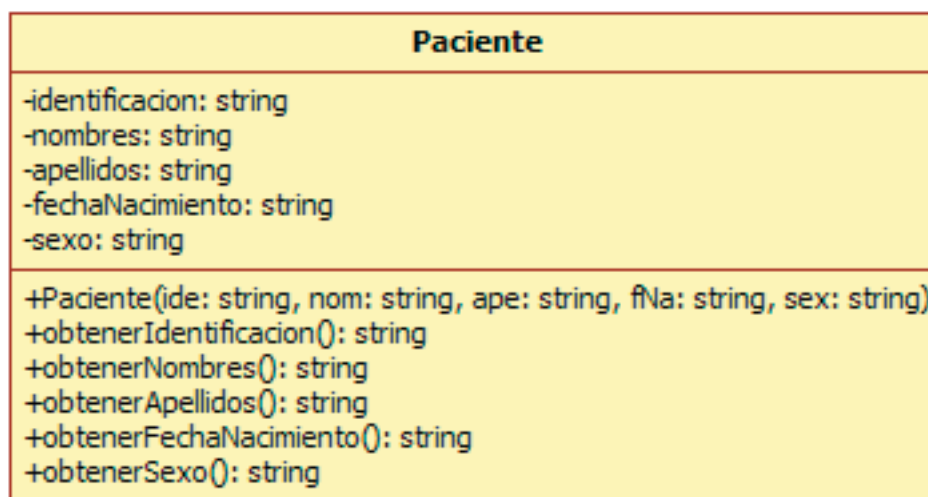 Paciente
-identificacion: string
-nombres: string
-apellidos: string
-fechaNacimiento: string
-sexo: string
+Paciente(ide: string, nom: string, ape: string, fNa: string, sex: string)
+obtenerIdentificacion(): string
+obtenerNombres(): string
+obtenerApellidos(): string
+obtenerFechaNacimiento(): string
+obtenerSexo(): string